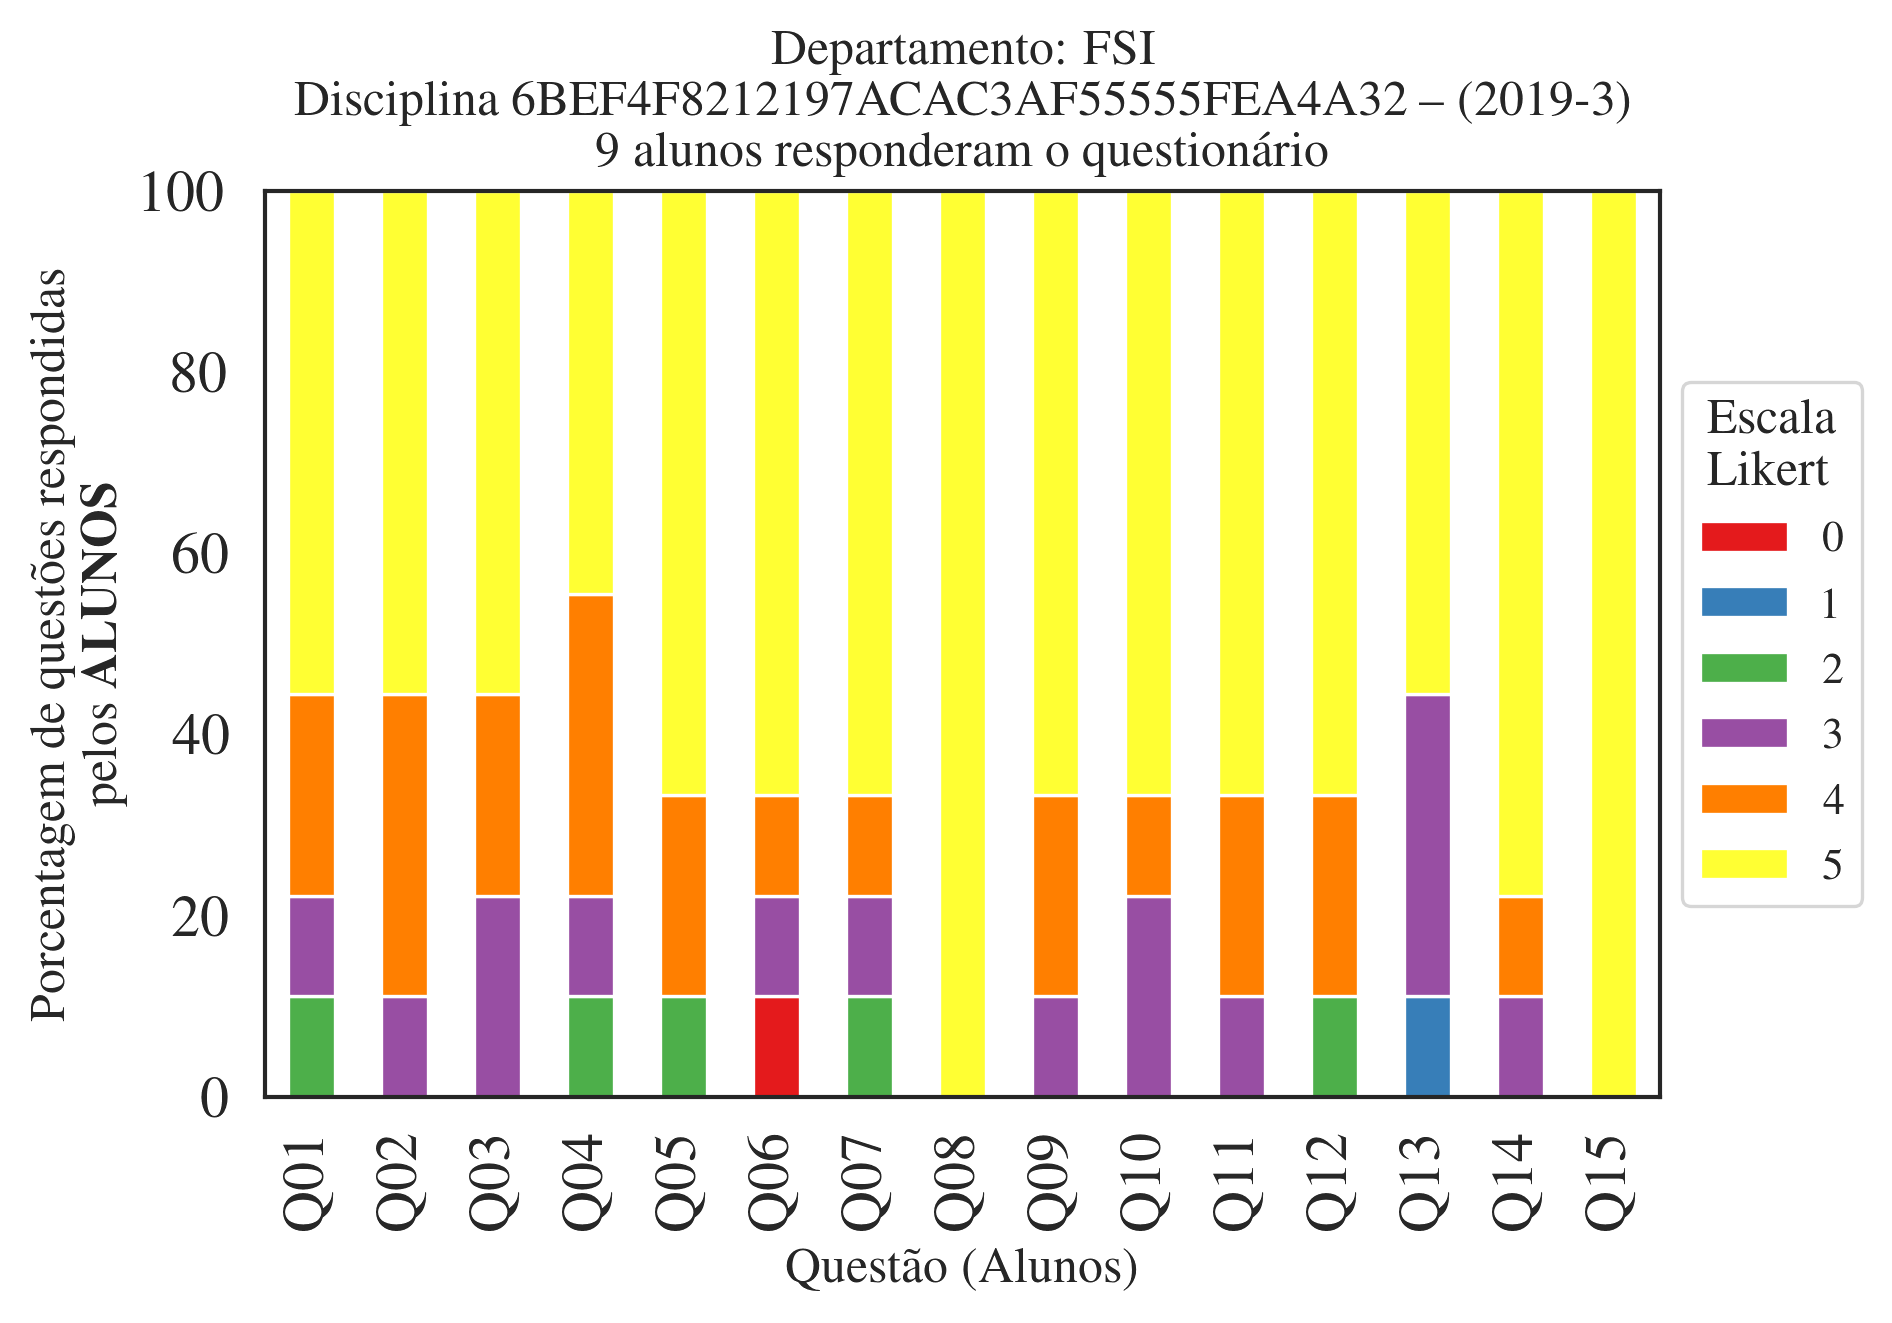 Departamento: FSI
Disciplina 6BEF4F8212197ACAC3AF55555FEA4A32 – (2019-3)
9 alunos responderam o questionário
Porcentagem de questões respondidas
pelos ALUNOS
100
80
60
40
20
0
Q01
Q02
Q03
Q04
Q05
Q06
Q07
Q08
Q09
Q10
Q11
Q12
Q13
Q14
Q15
Questão (Alunos)
Escala
Likert
0
1
2
3
4
5